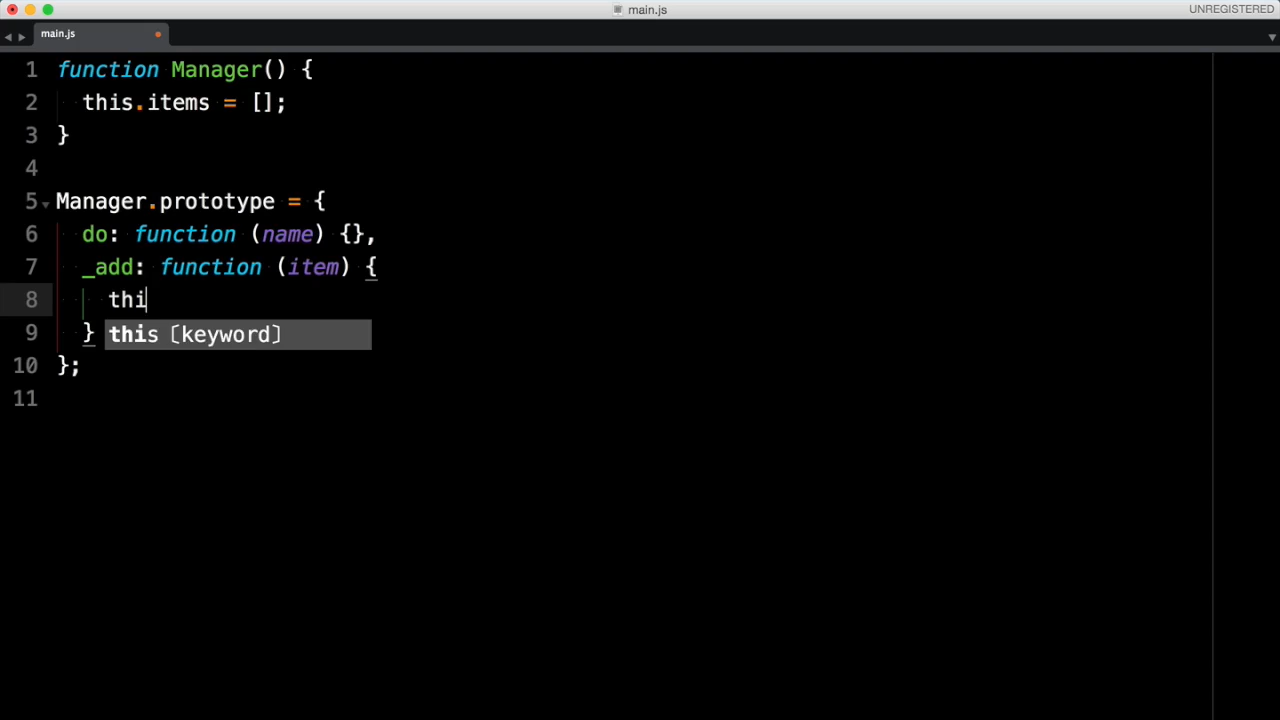 main.js
UNREGISTERED
main.js
1 function Manager() {
2 this.items = [];
3 }
4
5 Manager.prototype = {
6 do: function (name) {},
7 _add: function (item) {
8 thi
9 } this〔keyword〕
10 };
11